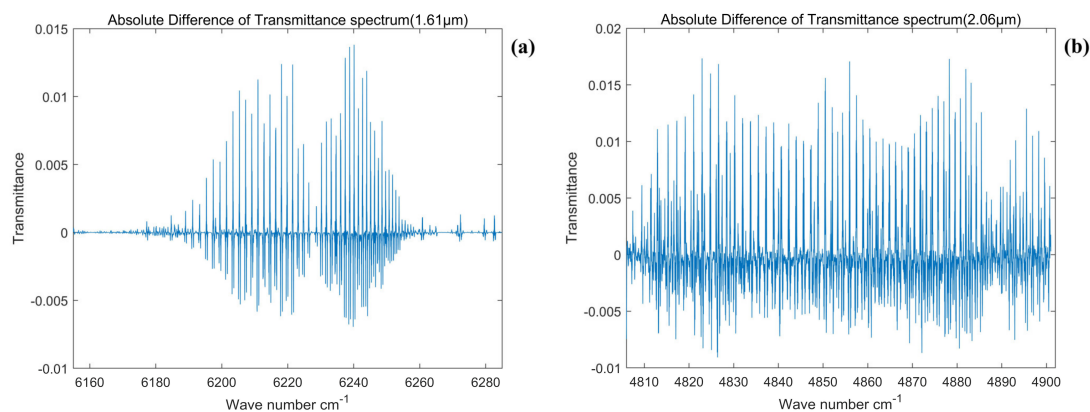 Absolute Difference of Transmittance spectrum(1.61µm)
(a)
0.015
0.01
0.005
0
-0.005
-0.01
Transmittance
6160 6180 6200 6220 6240 6260 6280
Wave number cm-1
Absolute Difference of Transmittance spectrum(2.06µm)
(b)
0.02
0.015
0.01
0.005
0
-0.005
-0.01
Transmittance
4810 4820 4830 4840 4850 4860 4870 4880 4890 4900
Wave number cm-1